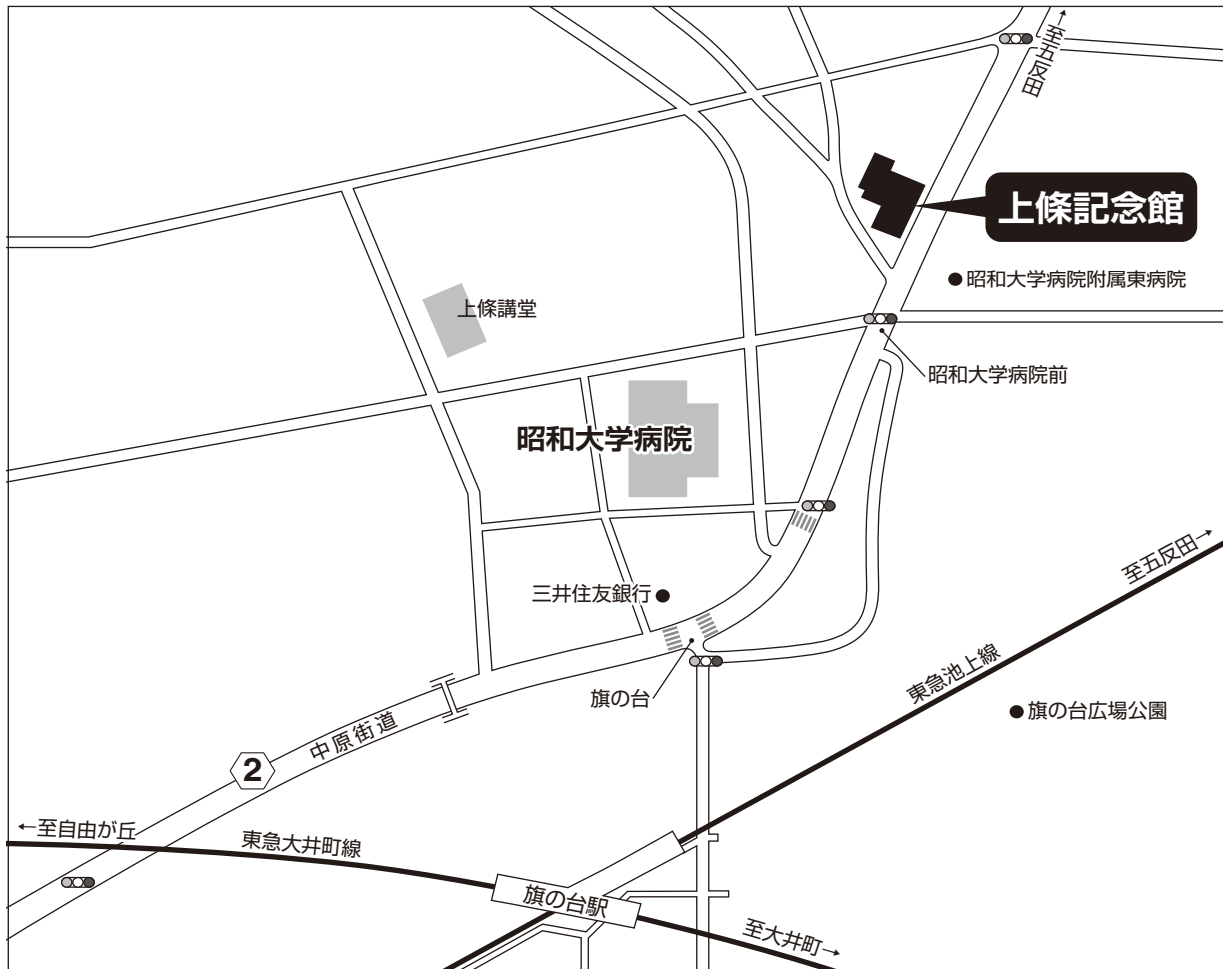 至五反田→
上條記念館
昭和大学病院附属東病院
上條講堂
昭和大学病院前
昭和大学病院
至五反田→
三井住友銀行
東急池上線
旗の台
旗の台広場公園
中原街道
2
←至自由が丘
東急大井町線
旗の台駅
至大井町→